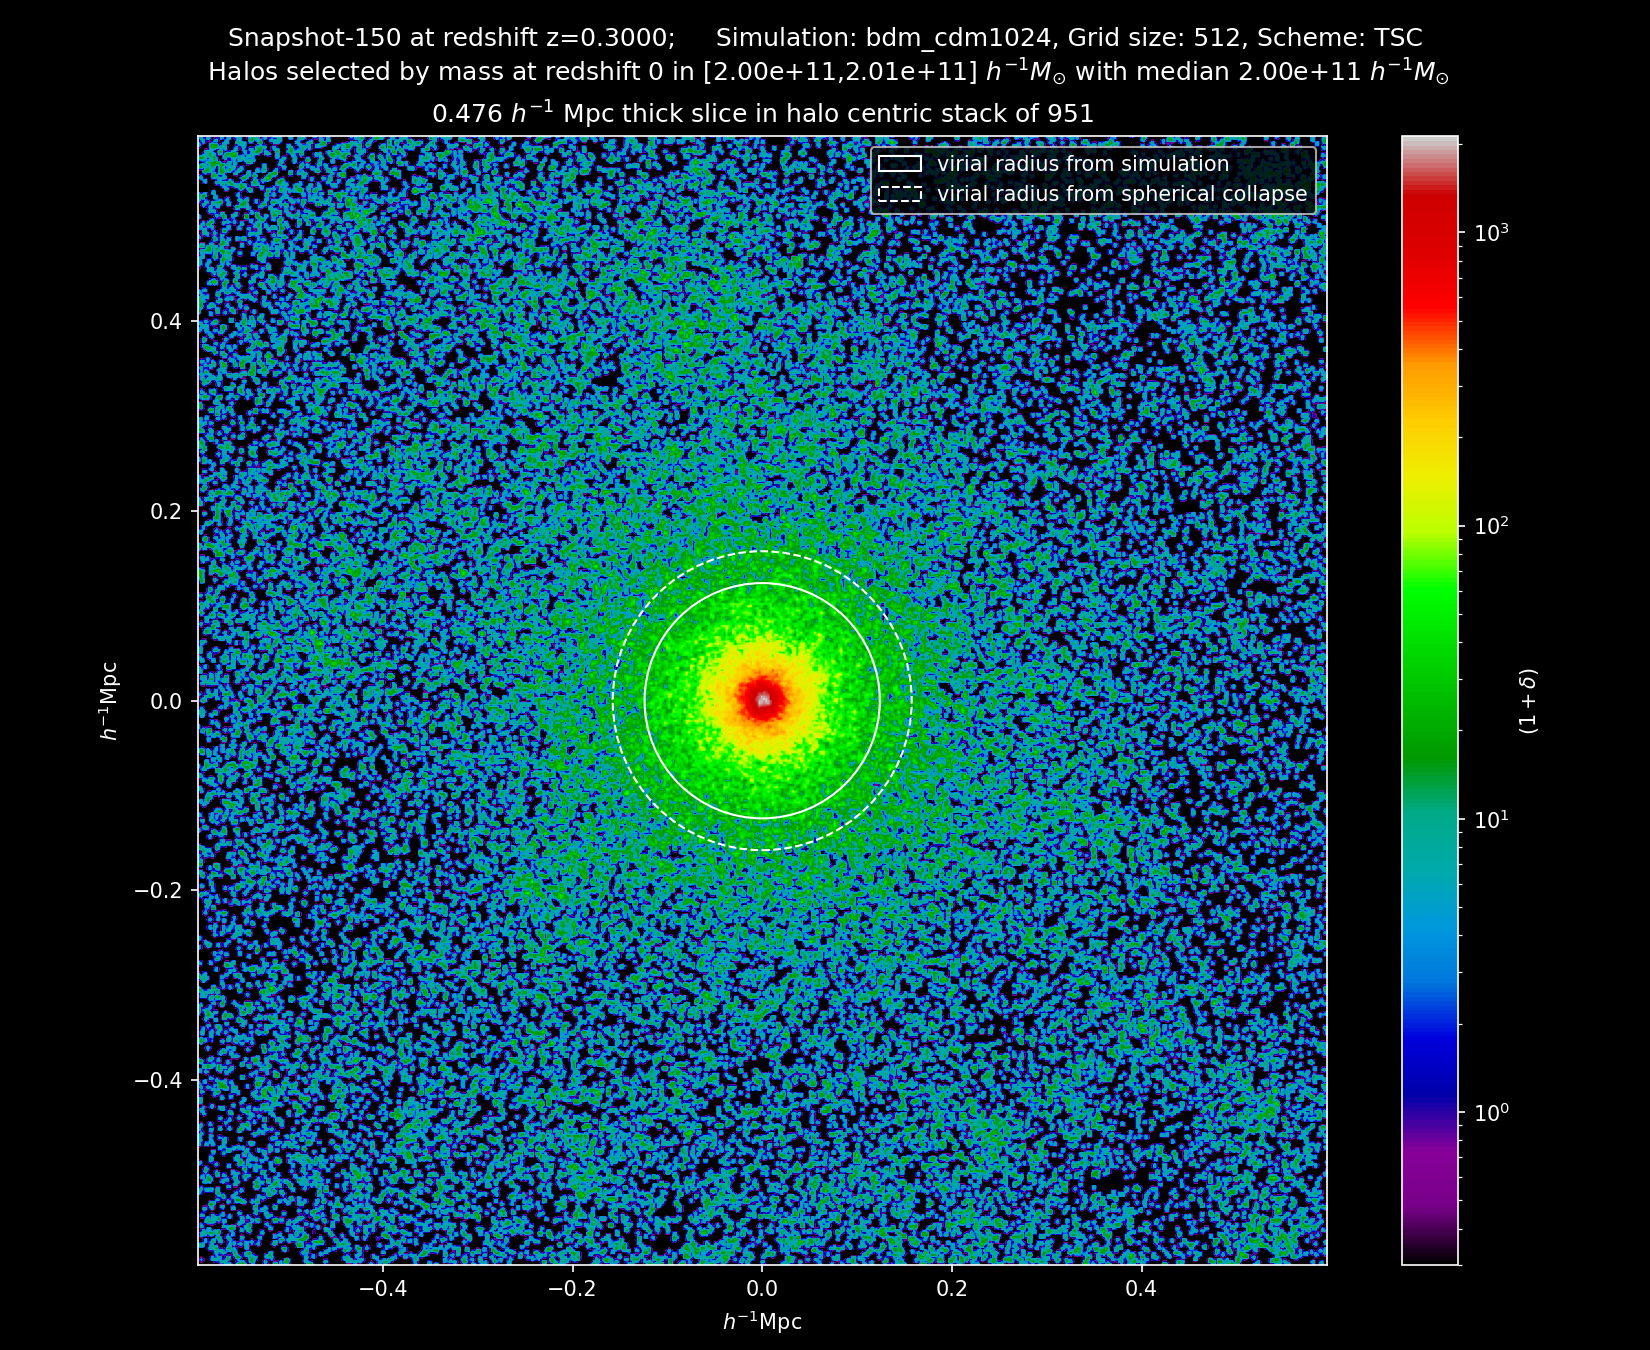 Snapshot-150 at redshift z=0.3000;     Simulation: bdm_cdm1024, Grid size: 512, Scheme: TSC
Halos selected by mass at redshift 0 in [2.00e+11,2.01e+11] h⁻¹M⊙ with median 2.00e+11 h⁻¹M⊙
0.476 h⁻¹ Mpc thick slice in halo centric stack of 951
virial radius from simulation
virial radius from spherical collapse
0.4
0.2
0.0
−0.2
−0.4
h⁻¹Mpc
−0.4 −0.2 0.0 0.2 0.4
h⁻¹Mpc
10³
10²
10¹
10⁰
(1 + δ)